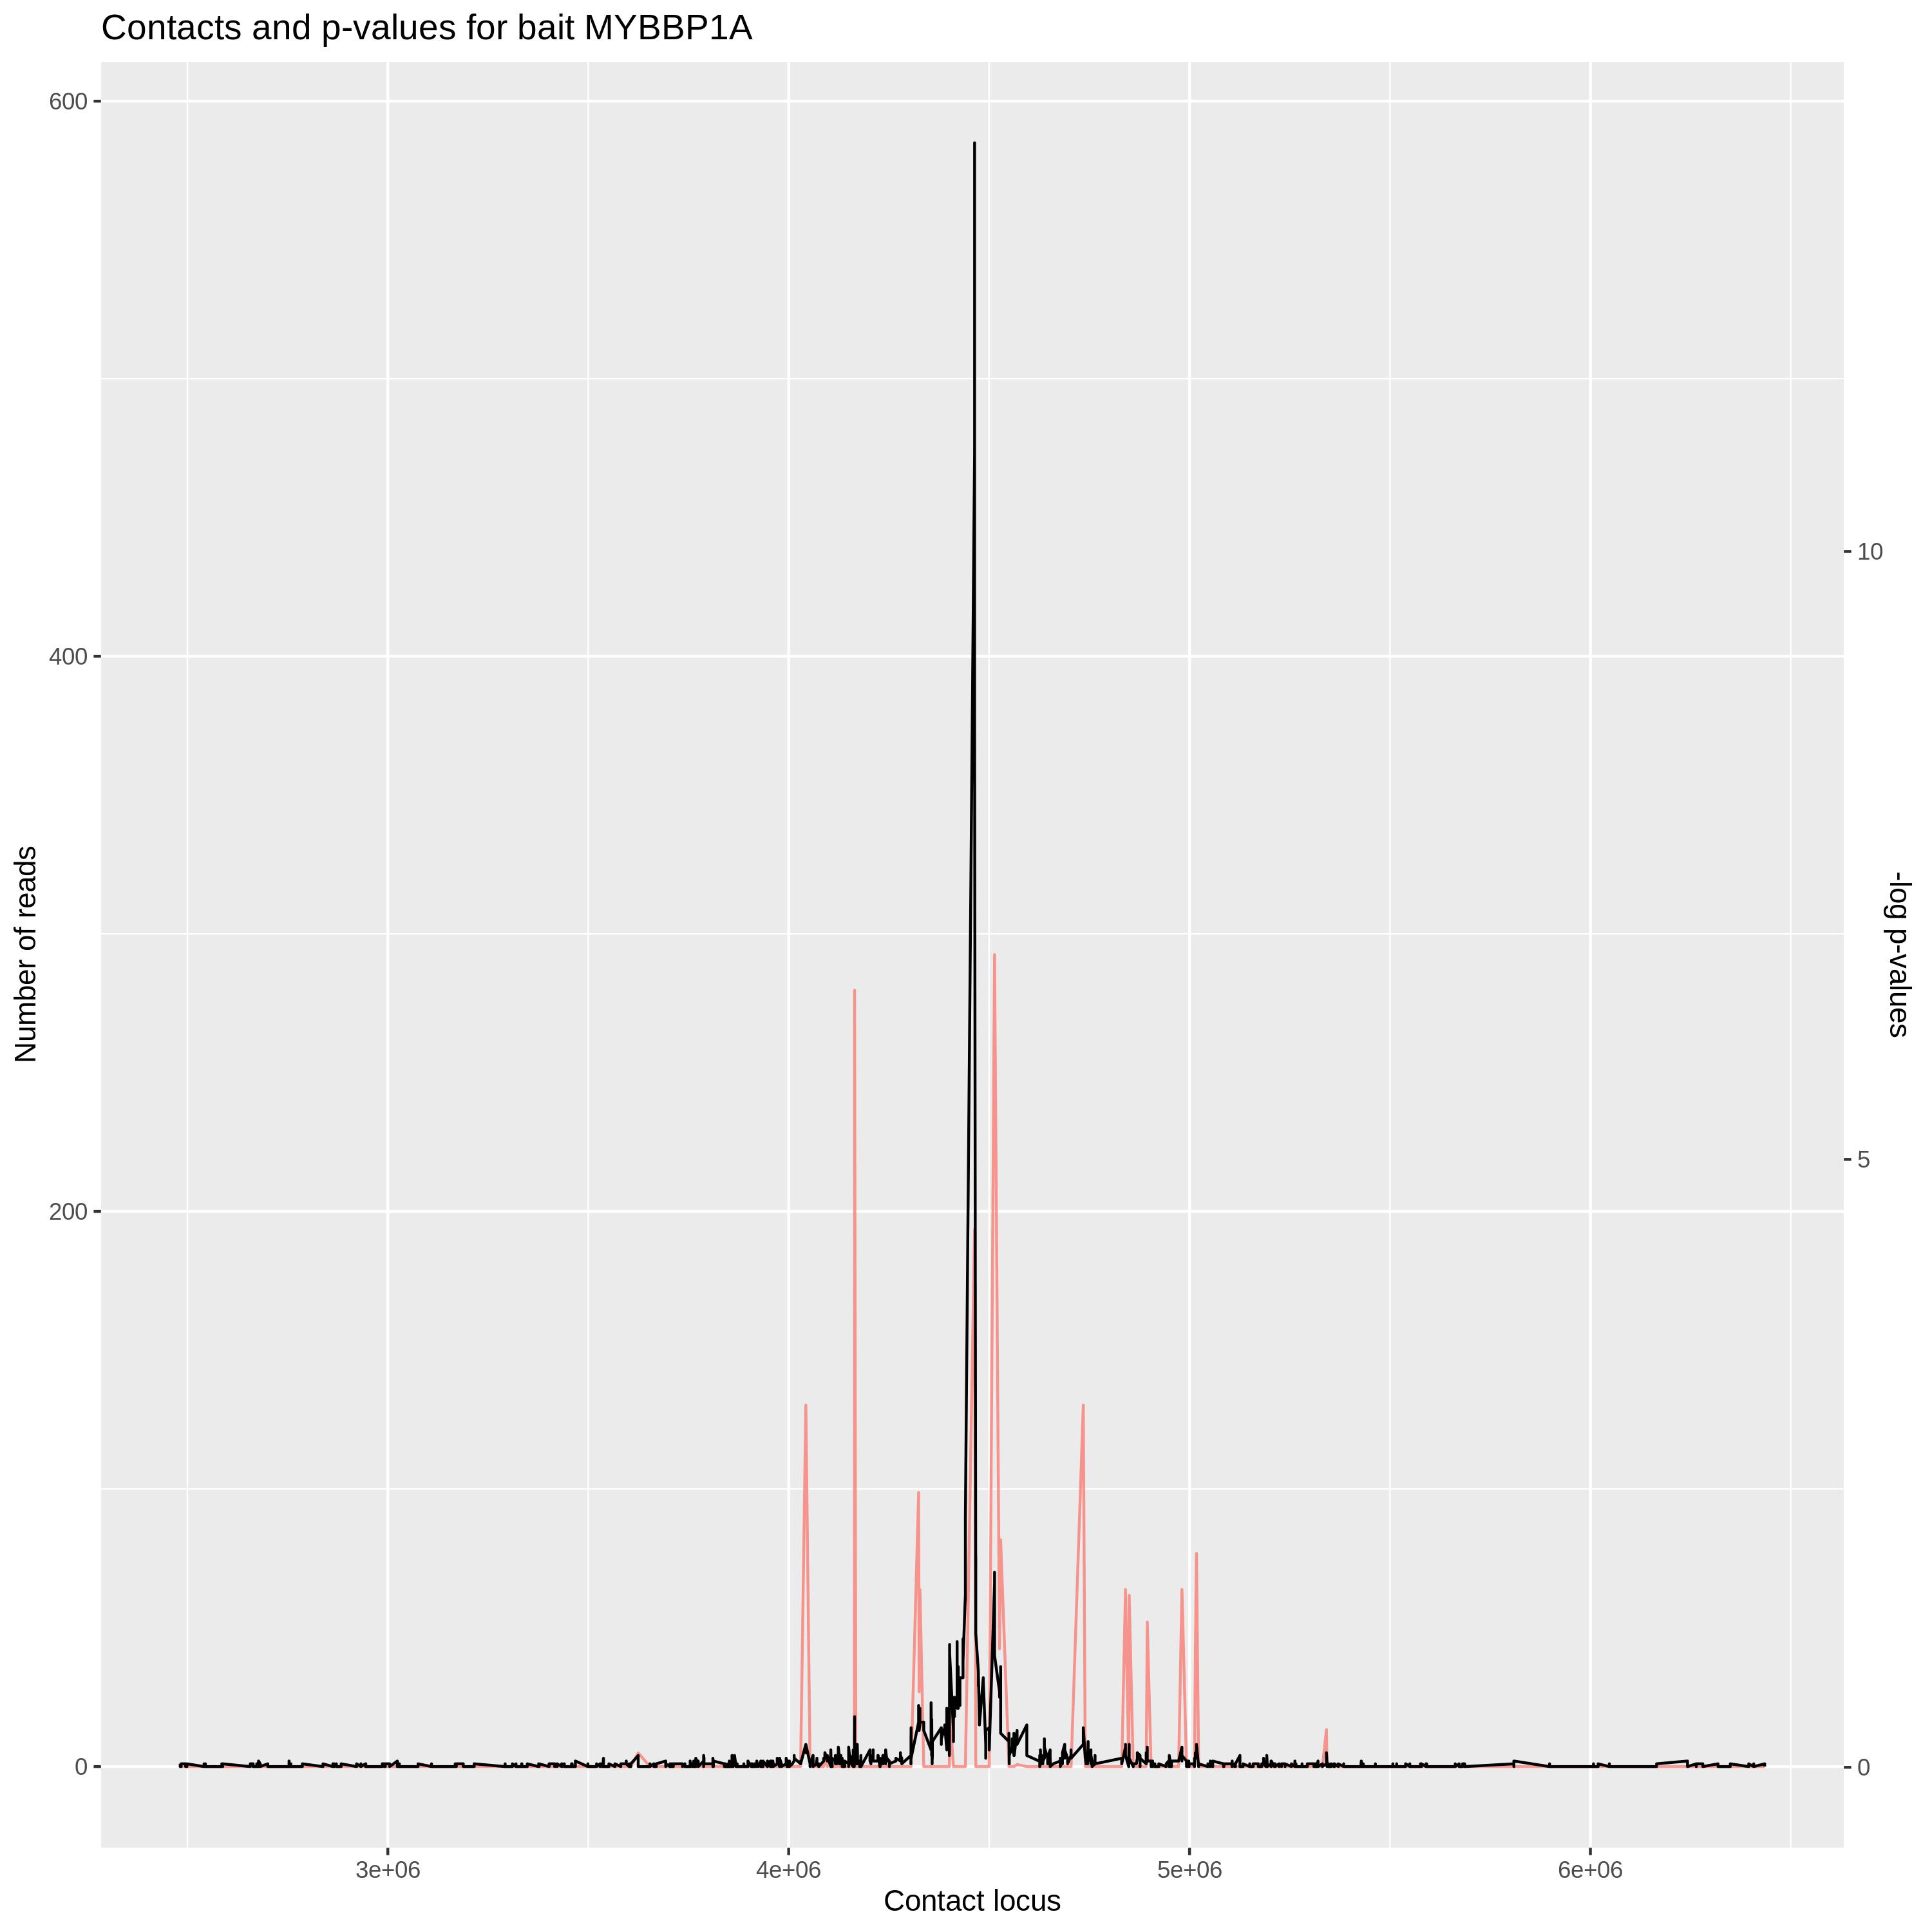 Contacts and p-values for bait MYBBP1A
600
400
200
0
10
5
0
Number of reads
-log p-values
3e+06 4e+06 5e+06 6e+06
Contact locus